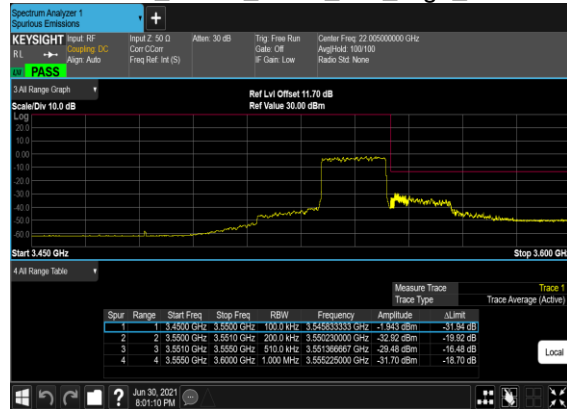 Spectrum Analyzer 1
Spurious Emissions
+
KEYSIGHT Input: RF
RL
Coupling: DC
Align: Auto
Input Z: 50 Ω
Corr CCorr
Freq Ref: Int (S)
Atten: 30 dB
Trig: Free Run
Gate: Off
IF Gain: Low
Center Freq: 22.005000000 GHz
Avg|Hold: 100/100
Radio Std: None
PASS
3 All Range Graph
Scale/Div 10.0 dB
Ref Lvl Offset 11.70 dB
Ref Value 30.00 dBm
Log
20.0
10.0
0.00
-10.0
-20.0
-30.0
-40.0
-50.0
-60.0
Start 3.450 GHz
Stop 3.600 GH
4 All Range Table
Measure Trace Trace 1
Trace Type Trace Average (Active)
Spur Range Start Freq Stop Freq RBW Frequency Amplitude ΔLimit
1 1 3.4500 GHz 3.5500 GHz 100.0 kHz 3.545833333 GHz -1.943 dBm -31.94 dB
2 2 3.5500 GHz 3.5510 GHz 200.0 kHz 3.550230000 GHz -32.92 dBm -19.92 dB
3 3 3.5510 GHz 3.5550 GHz 510.0 kHz 3.551366667 GHz -29.48 dBm -16.48 dB
4 4 3.5550 GHz 3.6000 GHz 1.000 MHz 3.555225000 GHz -31.70 dBm -18.70 dB
Local
?
Jun 30, 2021
8:01:10 PM